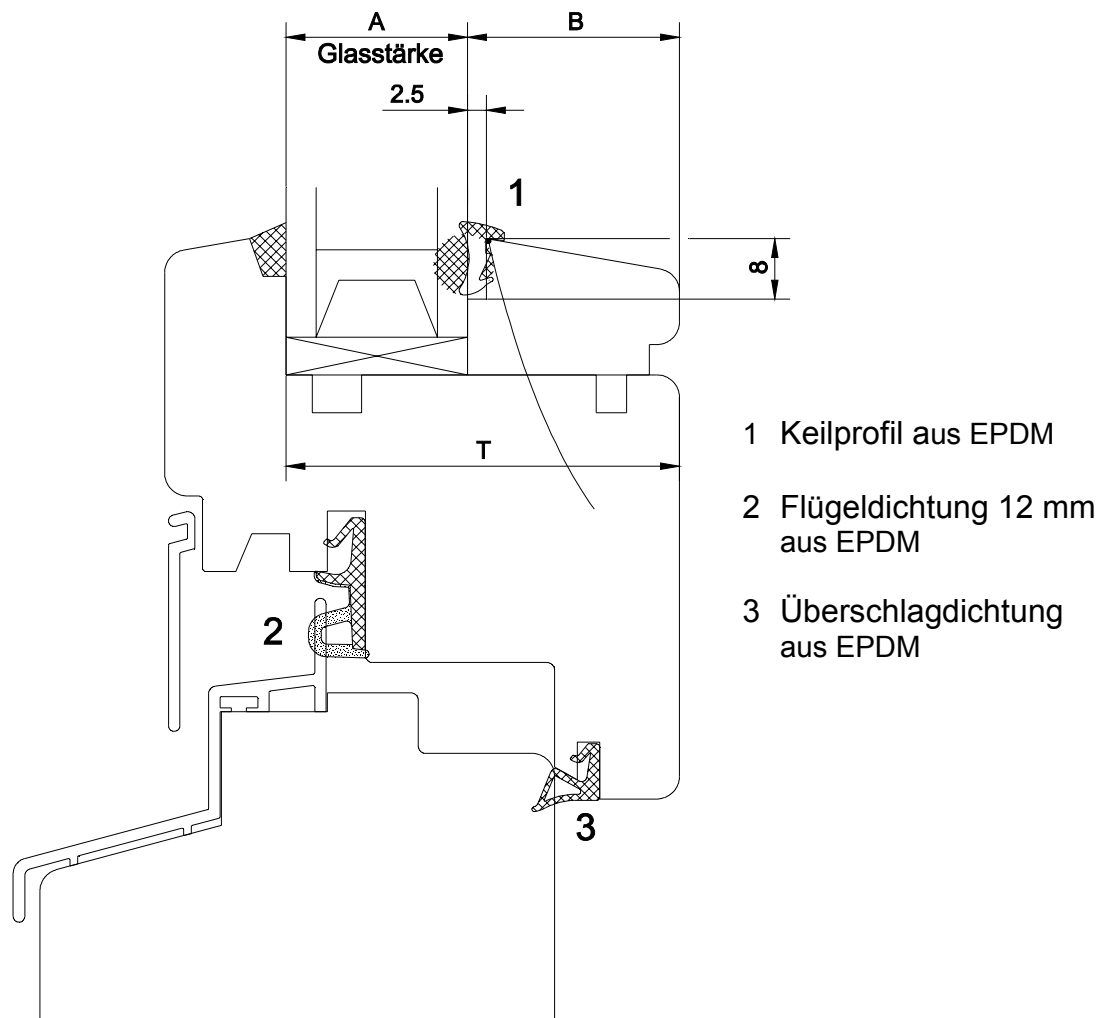 A
B
Glasstärke
2.5
1
8
T
1 Keilprofil aus EPDM
2 Flügeldichtung 12 mm
aus EPDM
2
3 Überschlagdichtung
aus EPDM
3